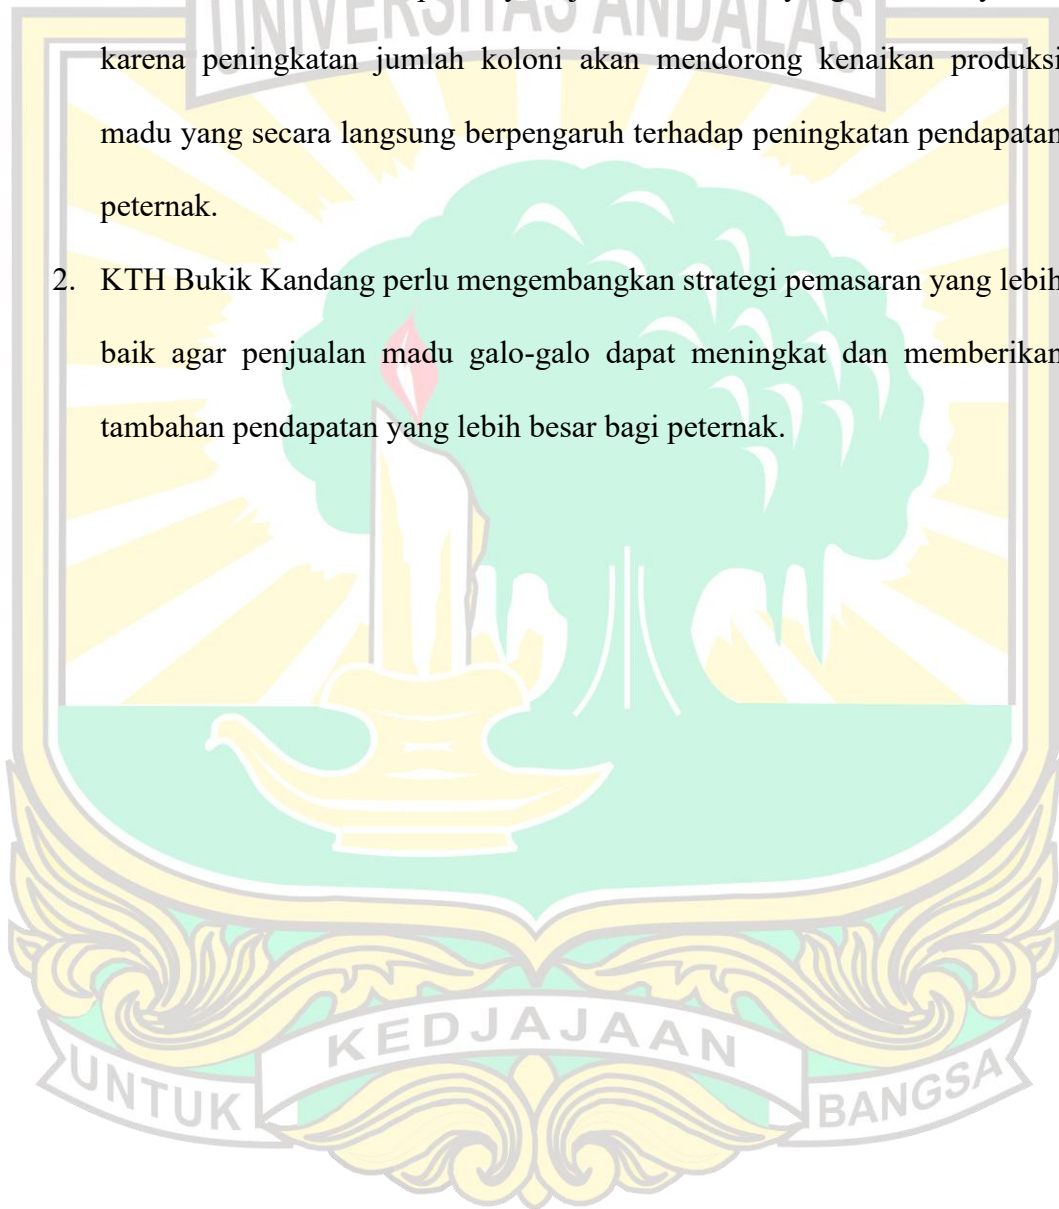 UNIVERSITAS ANDALAS
karena peningkatan jumlah koloni akan mendorong kenaikan produksi
madu yang secara langsung berpengaruh terhadap peningkatan pendapatan
peternak.
2. KTH Bukik Kandang perlu mengembangkan strategi pemasaran yang lebih
baik agar penjualan madu galo-galo dapat meningkat dan memberikan
tambahan pendapatan yang lebih besar bagi peternak.
UNTUK KEDJAJAAN BANGSA